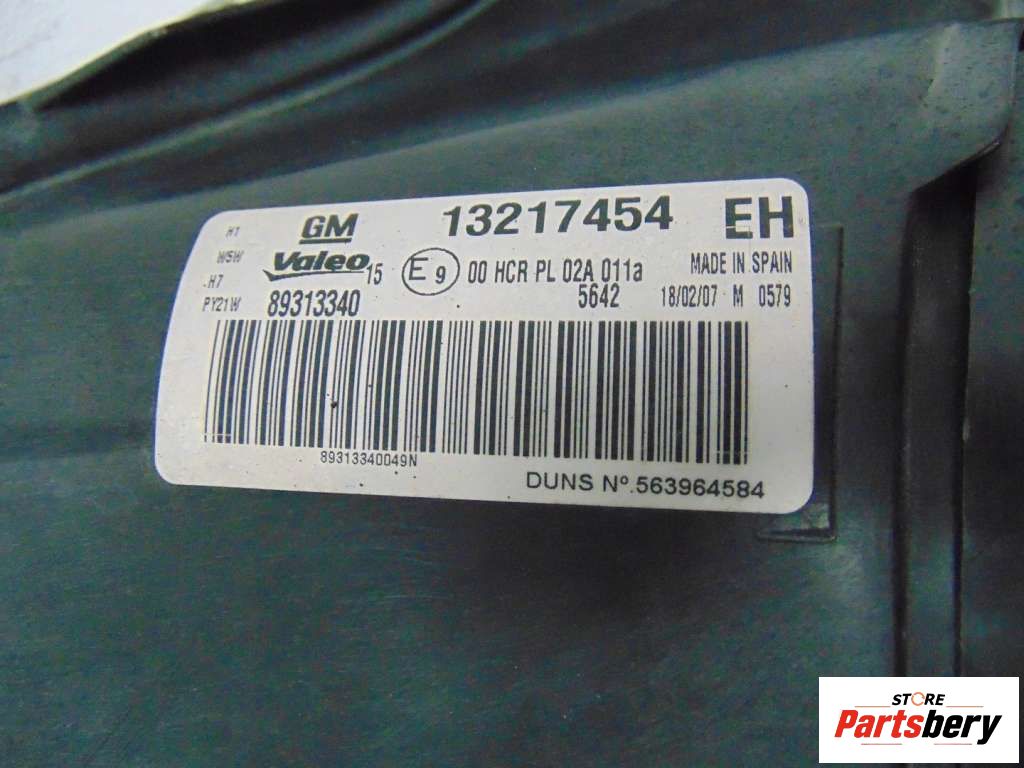 GM 13217454 EH
H1
W5W
H7
PY21W
Valeo 15 E9 00 HCR PL 02A 011a MADE IN SPAIN
89313340 5642 18/02/07 M 0579
89313340049N
DUNS Nº.563964584
STORE
Partsbery